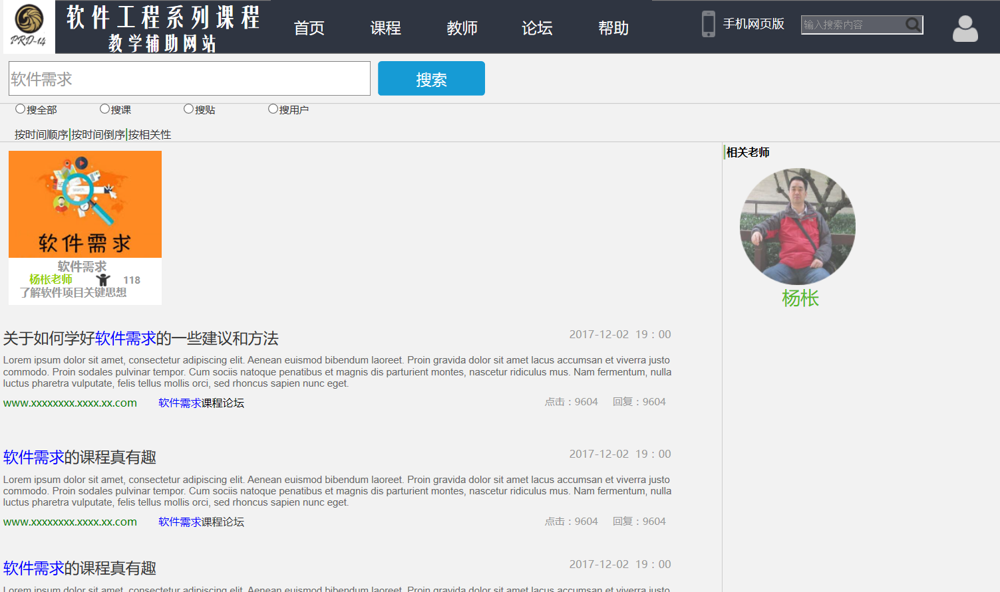 PRD-14
软件工程系列课程
教学辅助网站
首页 课程 教师 论坛 帮助
手机网页版
输入搜索内容
软件需求
搜索
搜全部 搜课 搜贴 搜用户
按时间顺序|按时间倒序|按相关性
软件需求
软件需求
杨枨老师 118
了解软件项目关键思想
相关老师
杨枨
关于如何学好软件需求的一些建议和方法 2017-12-02 19：00
Lorem ipsum dolor sit amet, consectetur adipiscing elit. Aenean euismod bibendum laoreet. Proin gravida dolor sit amet lacus accumsan et viverra justo
commodo. Proin sodales pulvinar tempor. Cum sociis natoque penatibus et magnis dis parturient montes, nascetur ridiculus mus. Nam fermentum, nulla
luctus pharetra vulputate, felis tellus mollis orci, sed rhoncus sapien nunc eget.
www.xxxxxxxx.xxxx.xx.com 软件需求课程论坛 点击：9604 回复：9604
软件需求的课程真有趣 2017-12-02 19：00
Lorem ipsum dolor sit amet, consectetur adipiscing elit. Aenean euismod bibendum laoreet. Proin gravida dolor sit amet lacus accumsan et viverra justo
commodo. Proin sodales pulvinar tempor. Cum sociis natoque penatibus et magnis dis parturient montes, nascetur ridiculus mus. Nam fermentum, nulla
luctus pharetra vulputate, felis tellus mollis orci, sed rhoncus sapien nunc eget.
www.xxxxxxxx.xxxx.xx.com 软件需求课程论坛 点击：9604 回复：9604
软件需求的课程真有趣 2017-12-02 19：00
Lorem ipsum dolor sit amet, consectetur adipiscing elit. Aenean euismod bibendum laoreet. Proin gravida dolor sit amet lacus accumsan et viverra justo